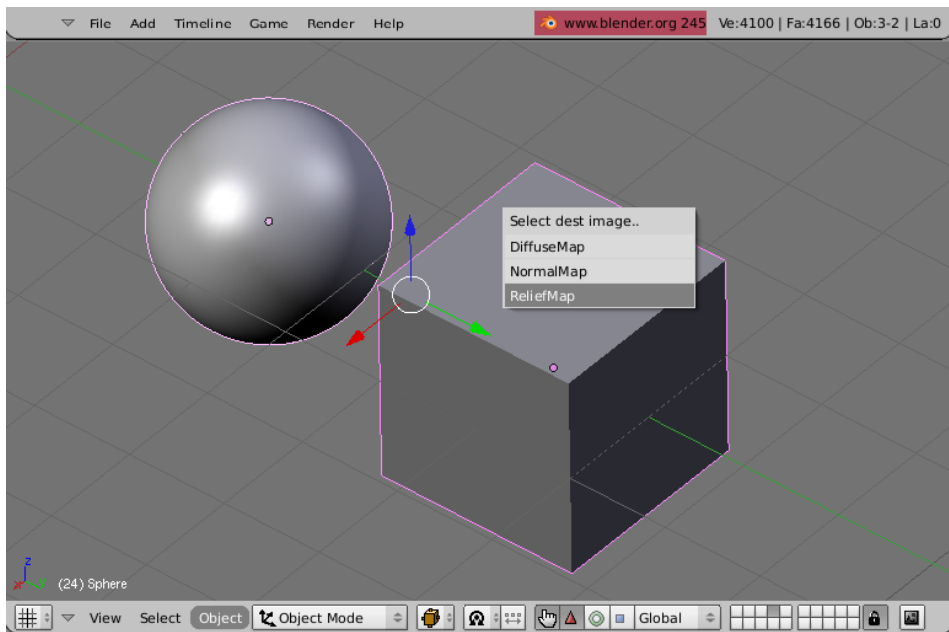 File Add Timeline Game Render Help www.blender.org 245 Ve:4100 | Fa:4166 | Ob:3-2 | La:0
Select dest image..
DiffuseMap
NormalMap
ReliefMap
z
x y
(24) Sphere
View Select Object Object Mode Global